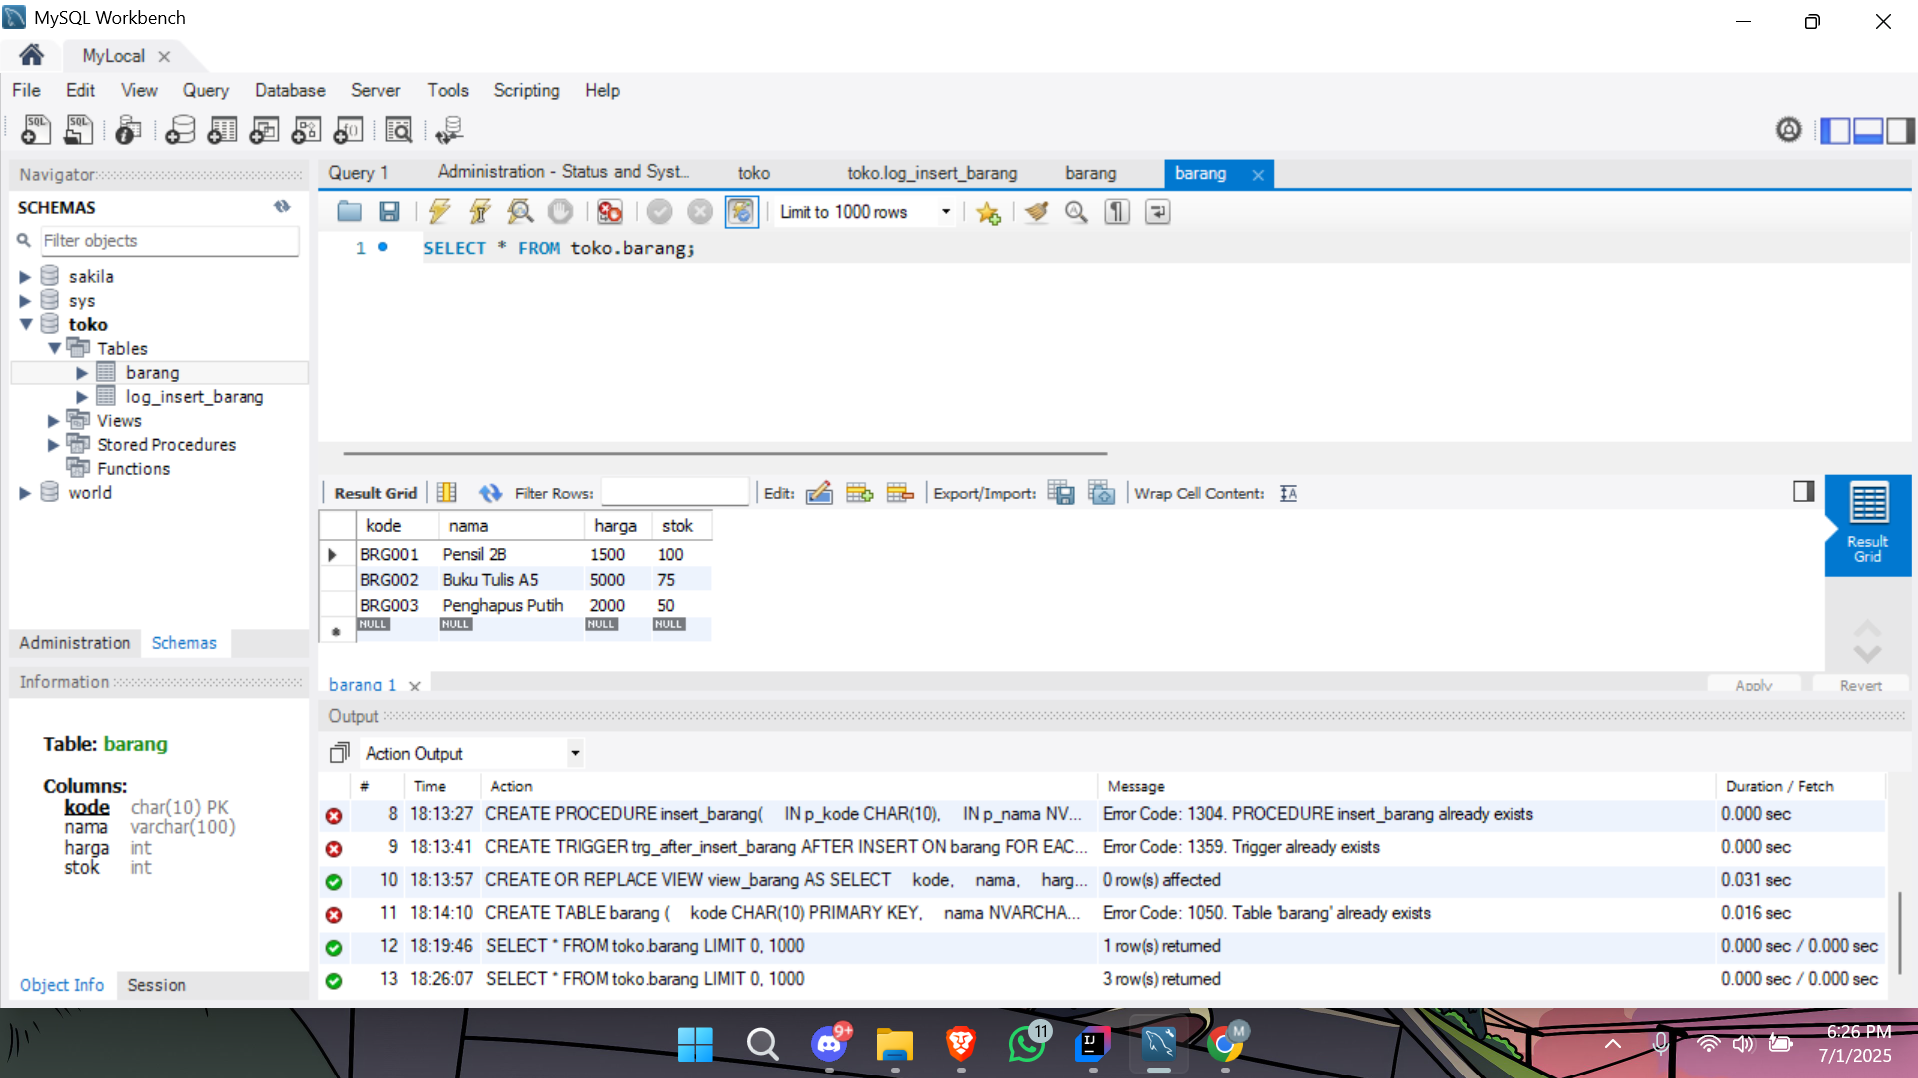 MySQL Workbench
MyLocal
File Edit View Query Database Server Tools Scripting Help
Navigator
SCHEMAS
Filter objects
sakila
sys
toko
Tables
barang
log_insert_barang
Views
Stored Procedures
Functions
world
Administration Schemas
Information
Table: barang
Columns:
kode char(10) PK
nama varchar(100)
harga int
stok int
Object Info Session
Query 1 Administration - Status and Syst... toko toko.log_insert_barang barang barang
Limit to 1000 rows
1 SELECT * FROM toko.barang;
Result Grid Filter Rows: Edit: Export/Import: Wrap Cell Content:
kode nama harga stok
BRG001 Pensil 2B 1500 100
BRG002 Buku Tulis A5 5000 75
BRG003 Penghapus Putih 2000 50
NULL NULL NULL NULL
Result
Grid
barang 1 Apply Revert
Output
Action Output
# Time Action Message Duration / Fetch
8 18:13:27 CREATE PROCEDURE insert_barang( IN p_kode CHAR(10), IN p_nama NV... Error Code: 1304. PROCEDURE insert_barang already exists 0.000 sec
9 18:13:41 CREATE TRIGGER trg_after_insert_barang AFTER INSERT ON barang FOR EAC... Error Code: 1359. Trigger already exists 0.000 sec
10 18:13:57 CREATE OR REPLACE VIEW view_barang AS SELECT kode, nama, harg... 0 row(s) affected 0.031 sec
11 18:14:10 CREATE TABLE barang ( kode CHAR(10) PRIMARY KEY, nama NVARCHA... Error Code: 1050. Table 'barang' already exists 0.016 sec
12 18:19:46 SELECT * FROM toko.barang LIMIT 0, 1000 1 row(s) returned 0.000 sec / 0.000 sec
13 18:26:07 SELECT * FROM toko.barang LIMIT 0, 1000 3 row(s) returned 0.000 sec / 0.000 sec
9+
11
IJ
M
6:26 PM
7/1/2025